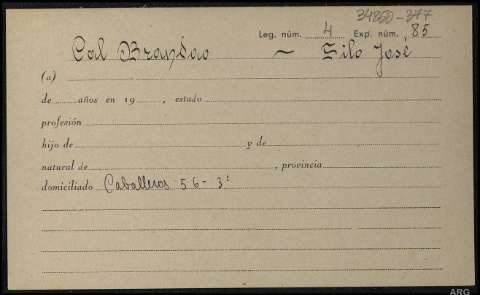 34860-377
Leg. núm. 4 Exp. núm. 85
Cal Brandao ~ Silo José
(a)
de años en 19 , estado
profesión
hijo de y de
natural de , provincia
domiciliado Caballeros 56 - 3º
ARG